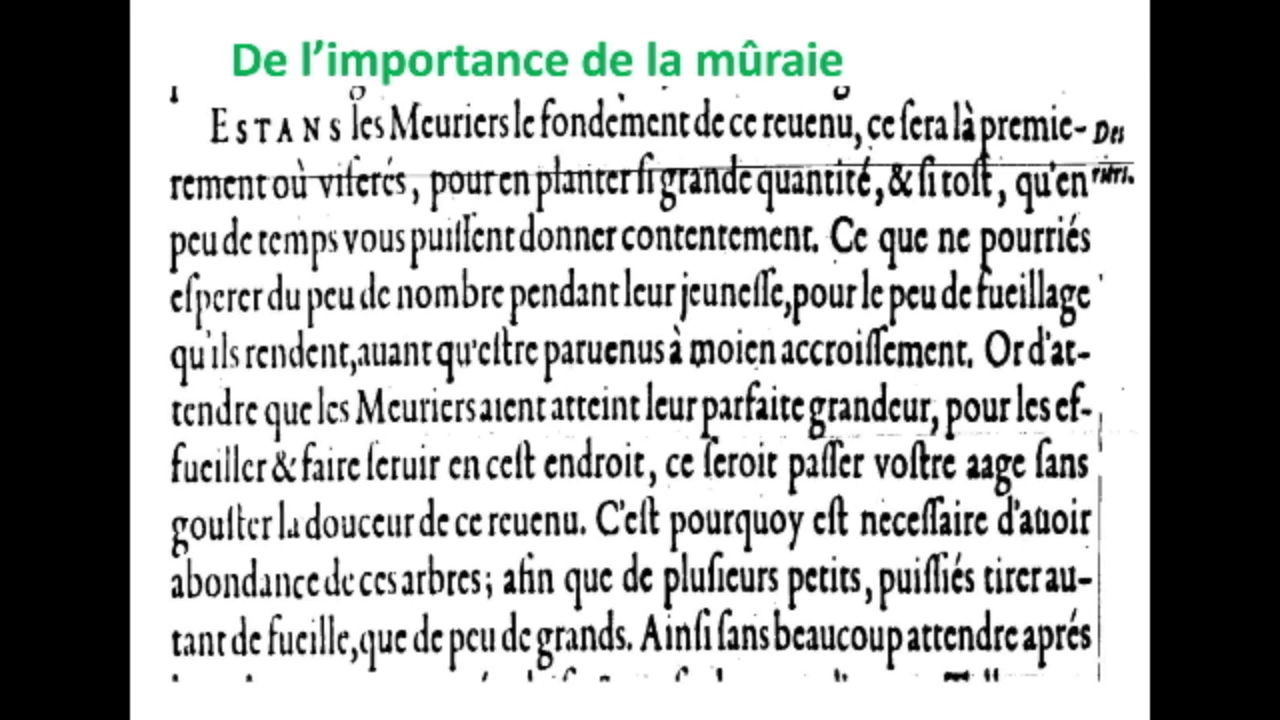 De l'importance de la mûraie
ESTANS les Meuriers le fondement de ce reuenu, ce sera là premie- Des
rement où viserés, pour en planter si grande quantité, & si tost, qu'en
peu de temps vous puissent donner contentement. Ce que ne pourriés
esperer du peu de nombre pendant leur jeunesse, pour le peu de fueillage
qu'ils rendent, auant qu'estre paruenus à moien accroissement. Or d'at-
tendre que les Meuriers aient atteint leur parfaite grandeur, pour les ef-
fueiller & faire seruir en cest endroit, ce seroit passer vostre aage sans
gouster la douceur de ce reuenu. C'est pourquoy est necessaire d'auoir
abondance de ces arbres; afin que de plusieurs petits, puissiés tirer au-
tant de fueille, que de peu de grands. Ainsi sans beaucoup attendre aprés